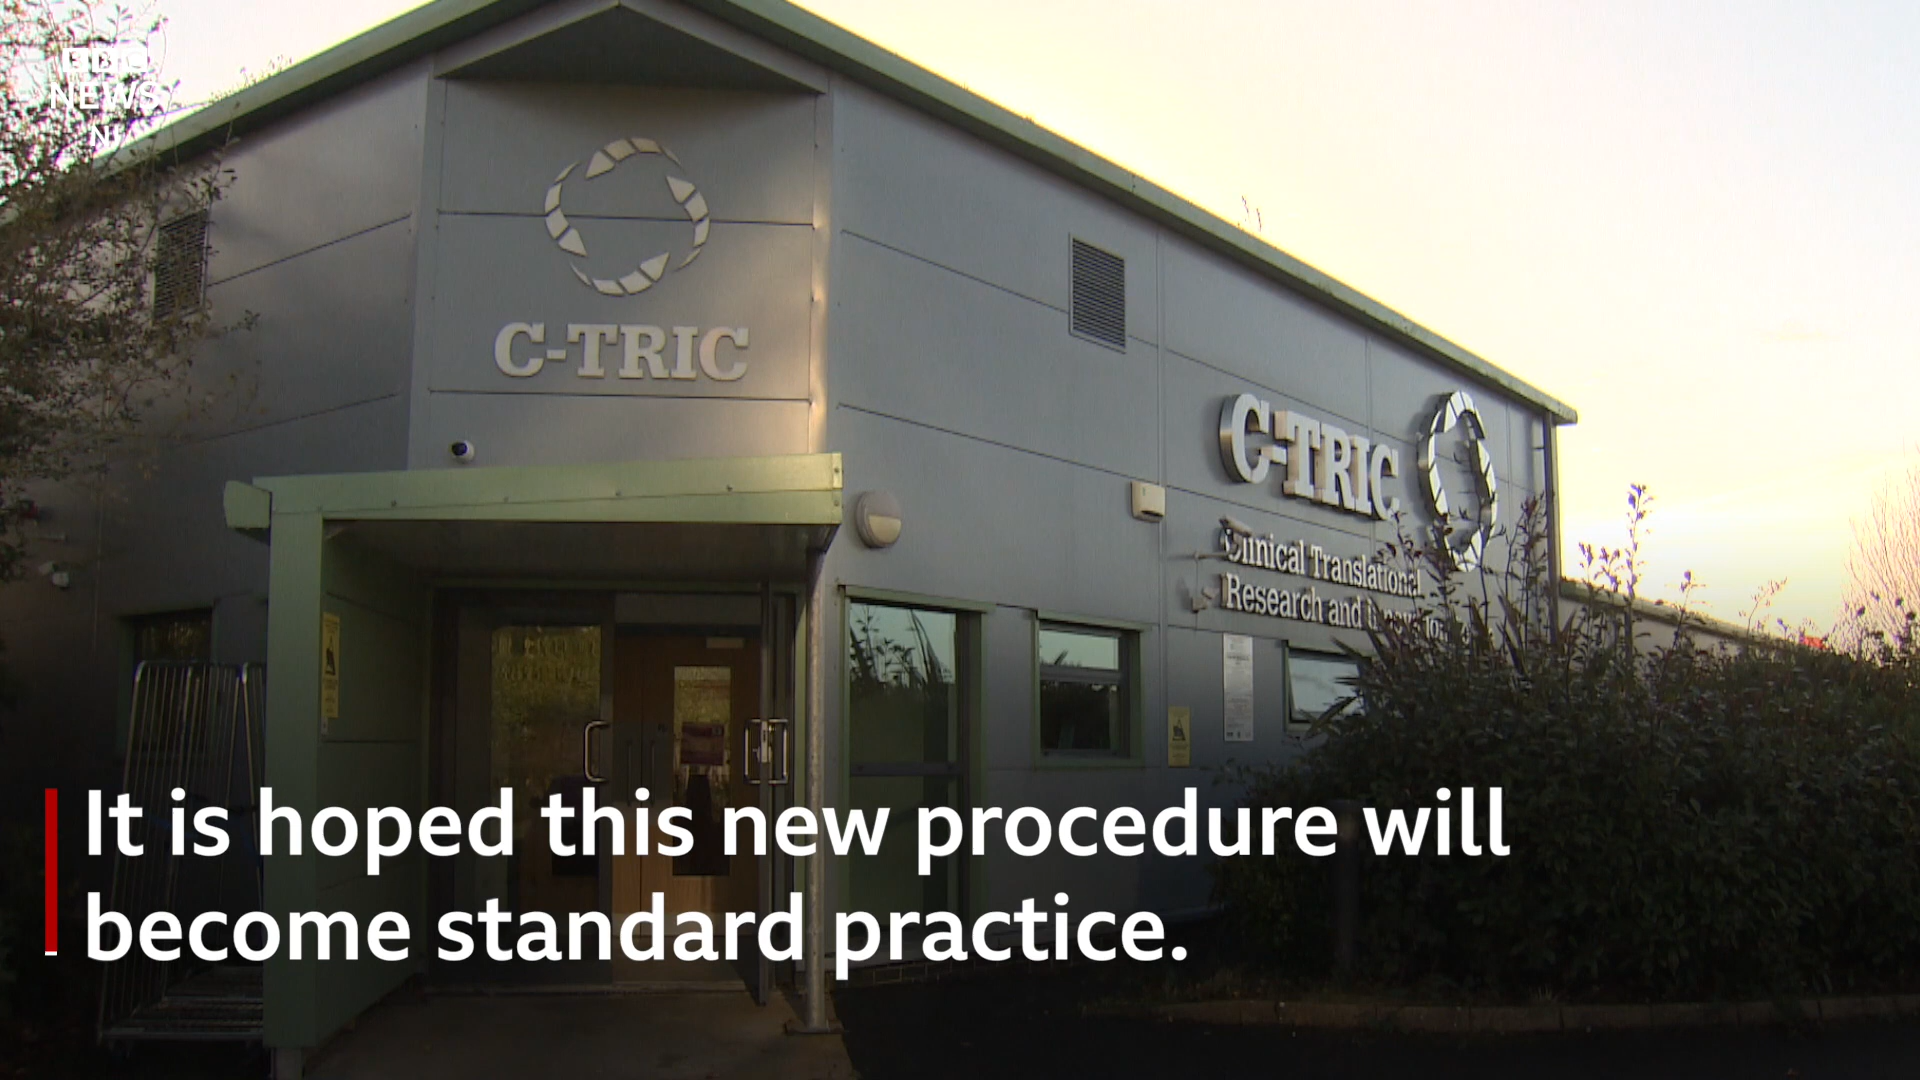 BBC
NEWS
NI
C-TRIC
C-TRIC
Clinical Translational
Research and
It is hoped this new procedure will
become standard practice.